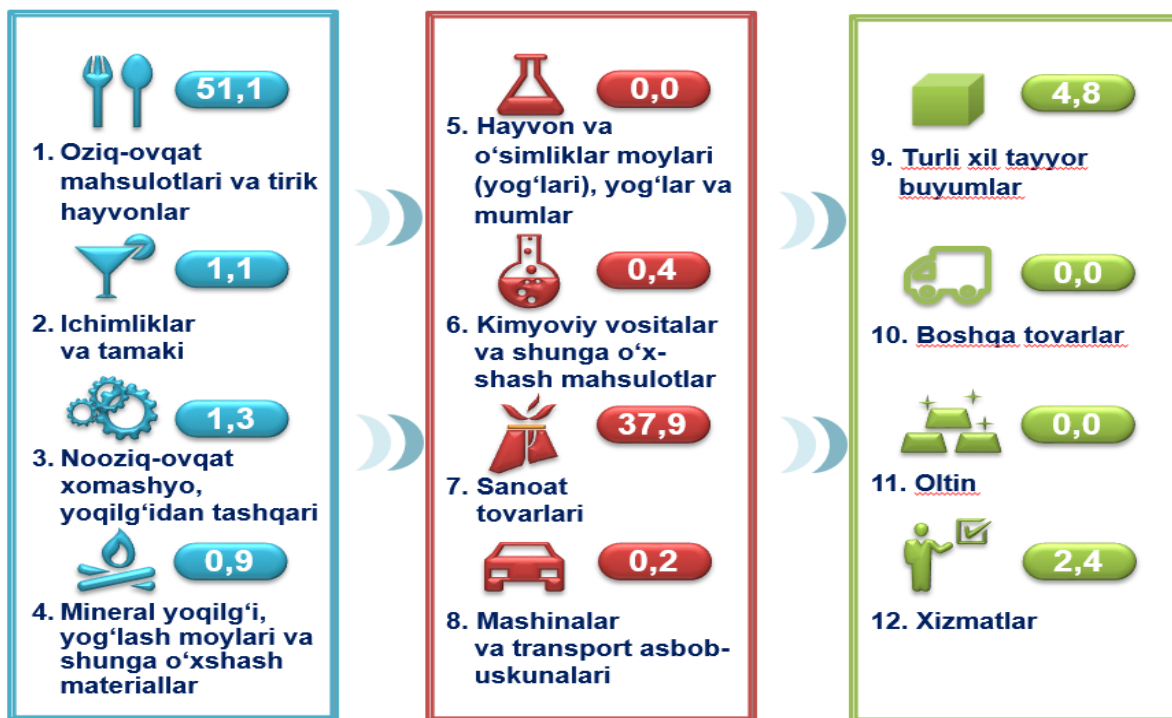 51,1
1. Oziq-ovqat
mahsulotlari va tirik
hayvonlar
1,1
2. Ichimliklar
va tamaki
1,3
3. Nooziq-ovqat
xomashyo,
yoqilg‘idan tashqari
0,9
4. Mineral yoqilg‘i,
yog‘lash moylari va
shunga o‘xshash
materiallar
0,0
5. Hayvon va
o‘simliklar moylari
(yog‘lari), yog‘lar va
mumlar
0,4
6. Kimyoviy vositalar
va shunga o‘x-
shash mahsulotlar
37,9
7. Sanoat
tovarlari
0,2
8. Mashinalar
va transport asbob-
uskunalari
4,8
9. Turli xil tayyor
buyumlar
0,0
10. Boshqa tovarlar
0,0
11. Oltin
2,4
12. Xizmatlar